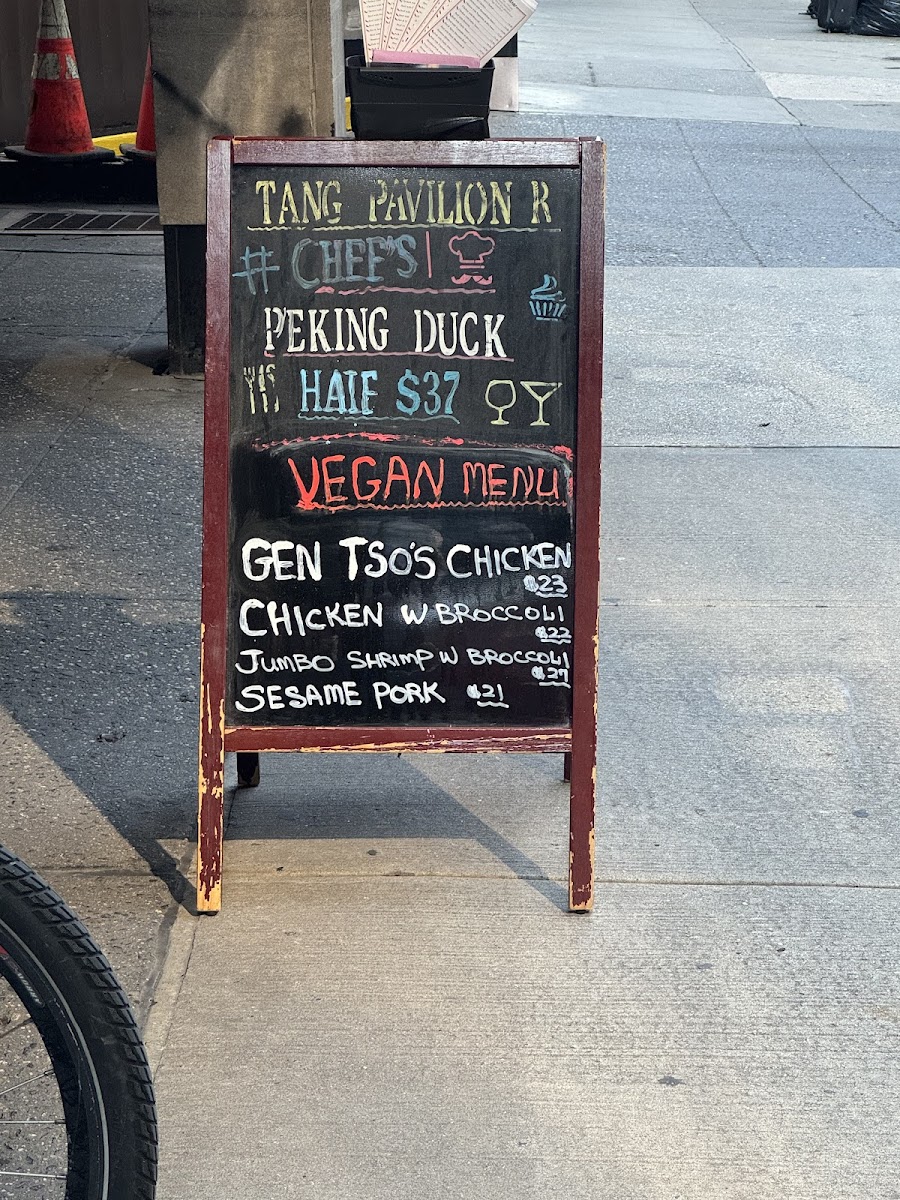 TANG PAVILION R
# CHEF'S
PEKING DUCK
HALF $37
VEGAN MENU
GEN TSO'S CHICKEN
$23
CHICKEN W BROCCOLI
$22
JUMBO SHRIMP W BROCCOLI
$27
SESAME PORK $21